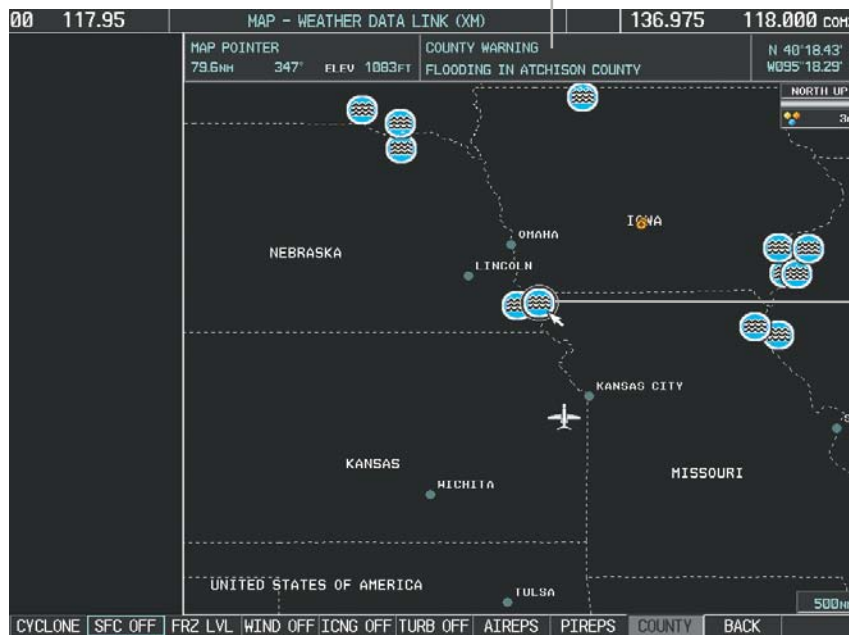 00 117.95 MAP - WEATHER DATA LINK (XM) 136.975 118.000 COM
MAP POINTER COUNTY WARNING N 40°18.43'
79.6NM 347° ELEV 1083FT FLOODING IN ATCHISON COUNTY W095°18.29'
NORTH UP
IOWA
OMAHA
NEBRASKA
LINCOLN
KANSAS CITY
KANSAS
MISSOURI
WICHITA
UNITED STATES OF AMERICA
TULSA
500NM
CYCLONE SFC OFF FRZ LVL WIND OFF ICNG OFF TURB OFF AIREPS PIREPS COUNTY BACK